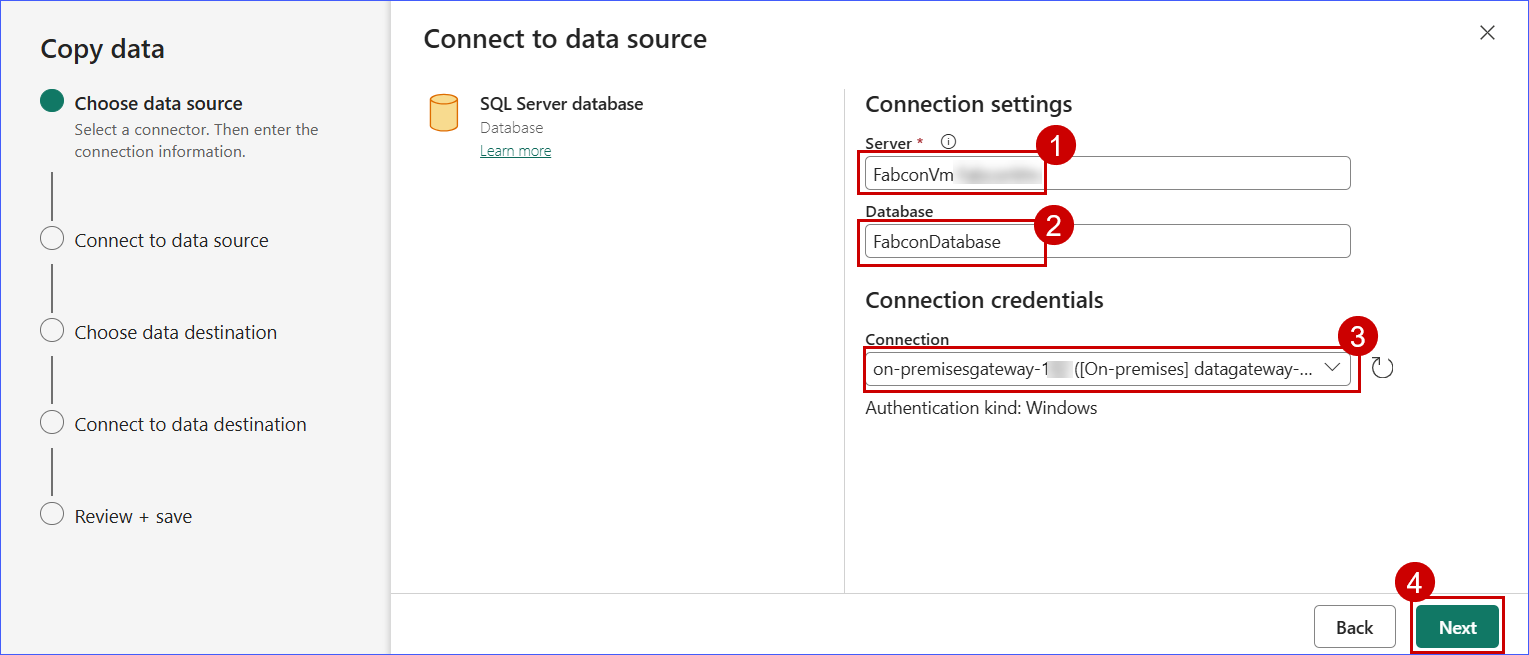 Copy data
Choose data source
Select a connector. Then enter the
connection information.
Connect to data source
Choose data destination
Connect to data destination
Review + save
Connect to data source
SQL Server database
Database
Learn more
Connection settings
Server *
1
FabconVm
Database
2
FabconDatabase
Connection credentials
Connection
3
on-premisesgateway-1 ([On-premises] datagateway-...
Authentication kind: Windows
4
Back
Next